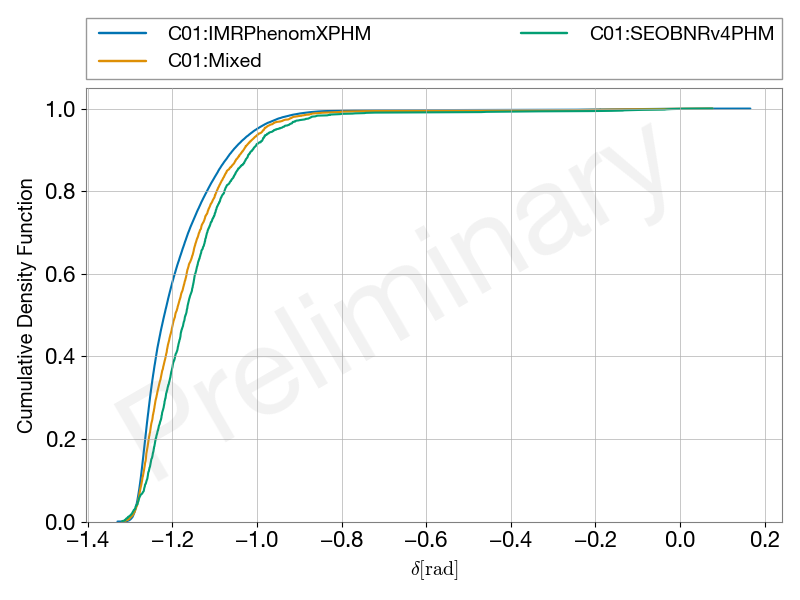 C01:IMRPhenomXPHM
C01:Mixed
C01:SEOBNRv4PHM
Preliminary
Cumulative Density Function
1.0
0.8
0.6
0.4
0.2
0.0
−1.4 −1.2 −1.0 −0.8 −0.6 −0.4 −0.2 0.0 0.2
δ[rad]